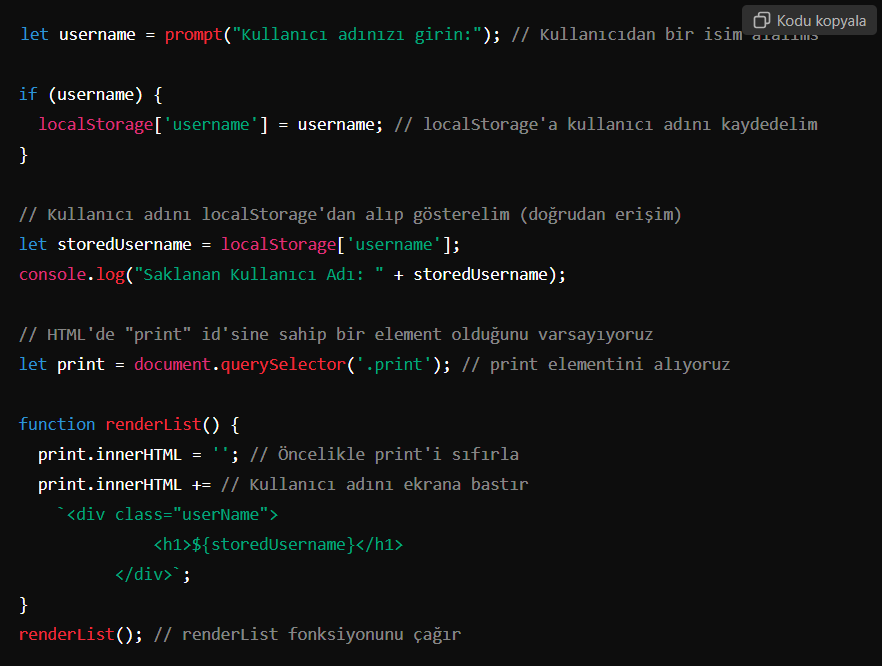 Kodu kopyala
let username = prompt("Kullanıcı adınızı girin:"); // Kullanıcıdan bir isim alalıms
if (username) {
localStorage['username'] = username; // localStorage'a kullanıcı adını kaydedelim
}
// Kullanıcı adını localStorage'dan alıp gösterelim (doğrudan erişim)
let storedUsername = localStorage['username'];
console.log("Saklanan Kullanıcı Adı: " + storedUsername);
// HTML'de "print" id'sine sahip bir element olduğunu varsayıyoruz
let print = document.querySelector('.print'); // print elementini alıyoruz
function renderList() {
print.innerHTML = ''; // Öncelikle print'i sıfırla
print.innerHTML += // Kullanıcı adını ekrana bastır
`<div class="userName">
<h1>${storedUsername}</h1>
</div>`;
}
renderList(); // renderList fonksiyonunu çağır